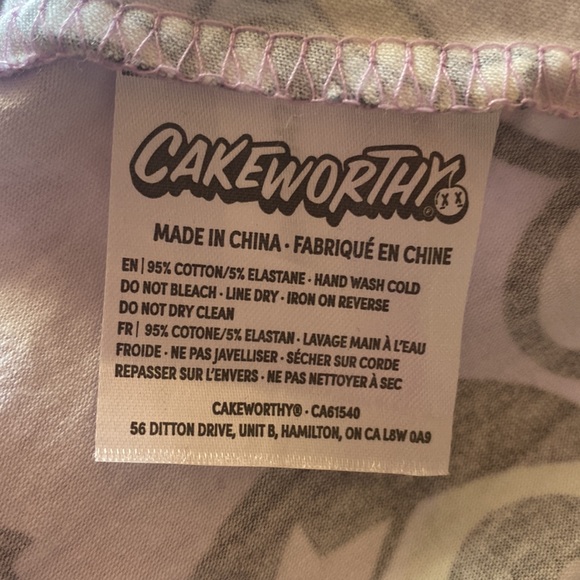 CAKEWORTHY
MADE IN CHINA · FABRIQUÉ EN CHINE
EN | 95% COTTON/5% ELASTANE · HAND WASH COLD
DO NOT BLEACH · LINE DRY · IRON ON REVERSE
DO NOT DRY CLEAN
FR | 95% COTONE/5% ELASTAN · LAVAGE MAIN À L'EAU
FROIDE · NE PAS JAVELLISER · SÉCHER SUR CORDE
REPASSER SUR L'ENVERS · NE PAS NETTOYER À SEC
CAKEWORTHY® · CA61540
56 DITTON DRIVE, UNIT B, HAMILTON, ON CA L8W 0A9